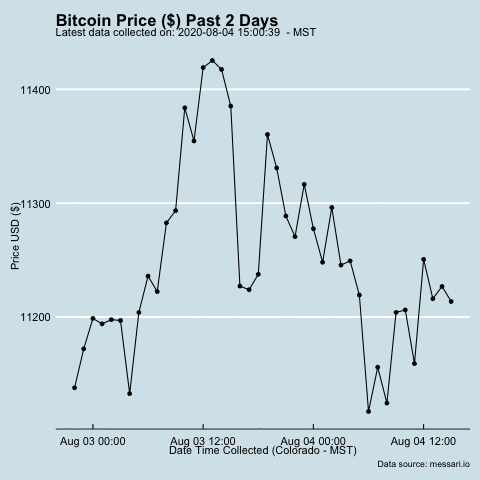 Bitcoin Price ($) Past 2 Days
Latest data collected on: 2020-08-04 15:00:39  - MST
Price USD ($)
11400
11300
11200
Aug 03 00:00 Aug 03 12:00 Aug 04 00:00 Aug 04 12:00
Date Time Collected (Colorado - MST)
Data source: messari.io